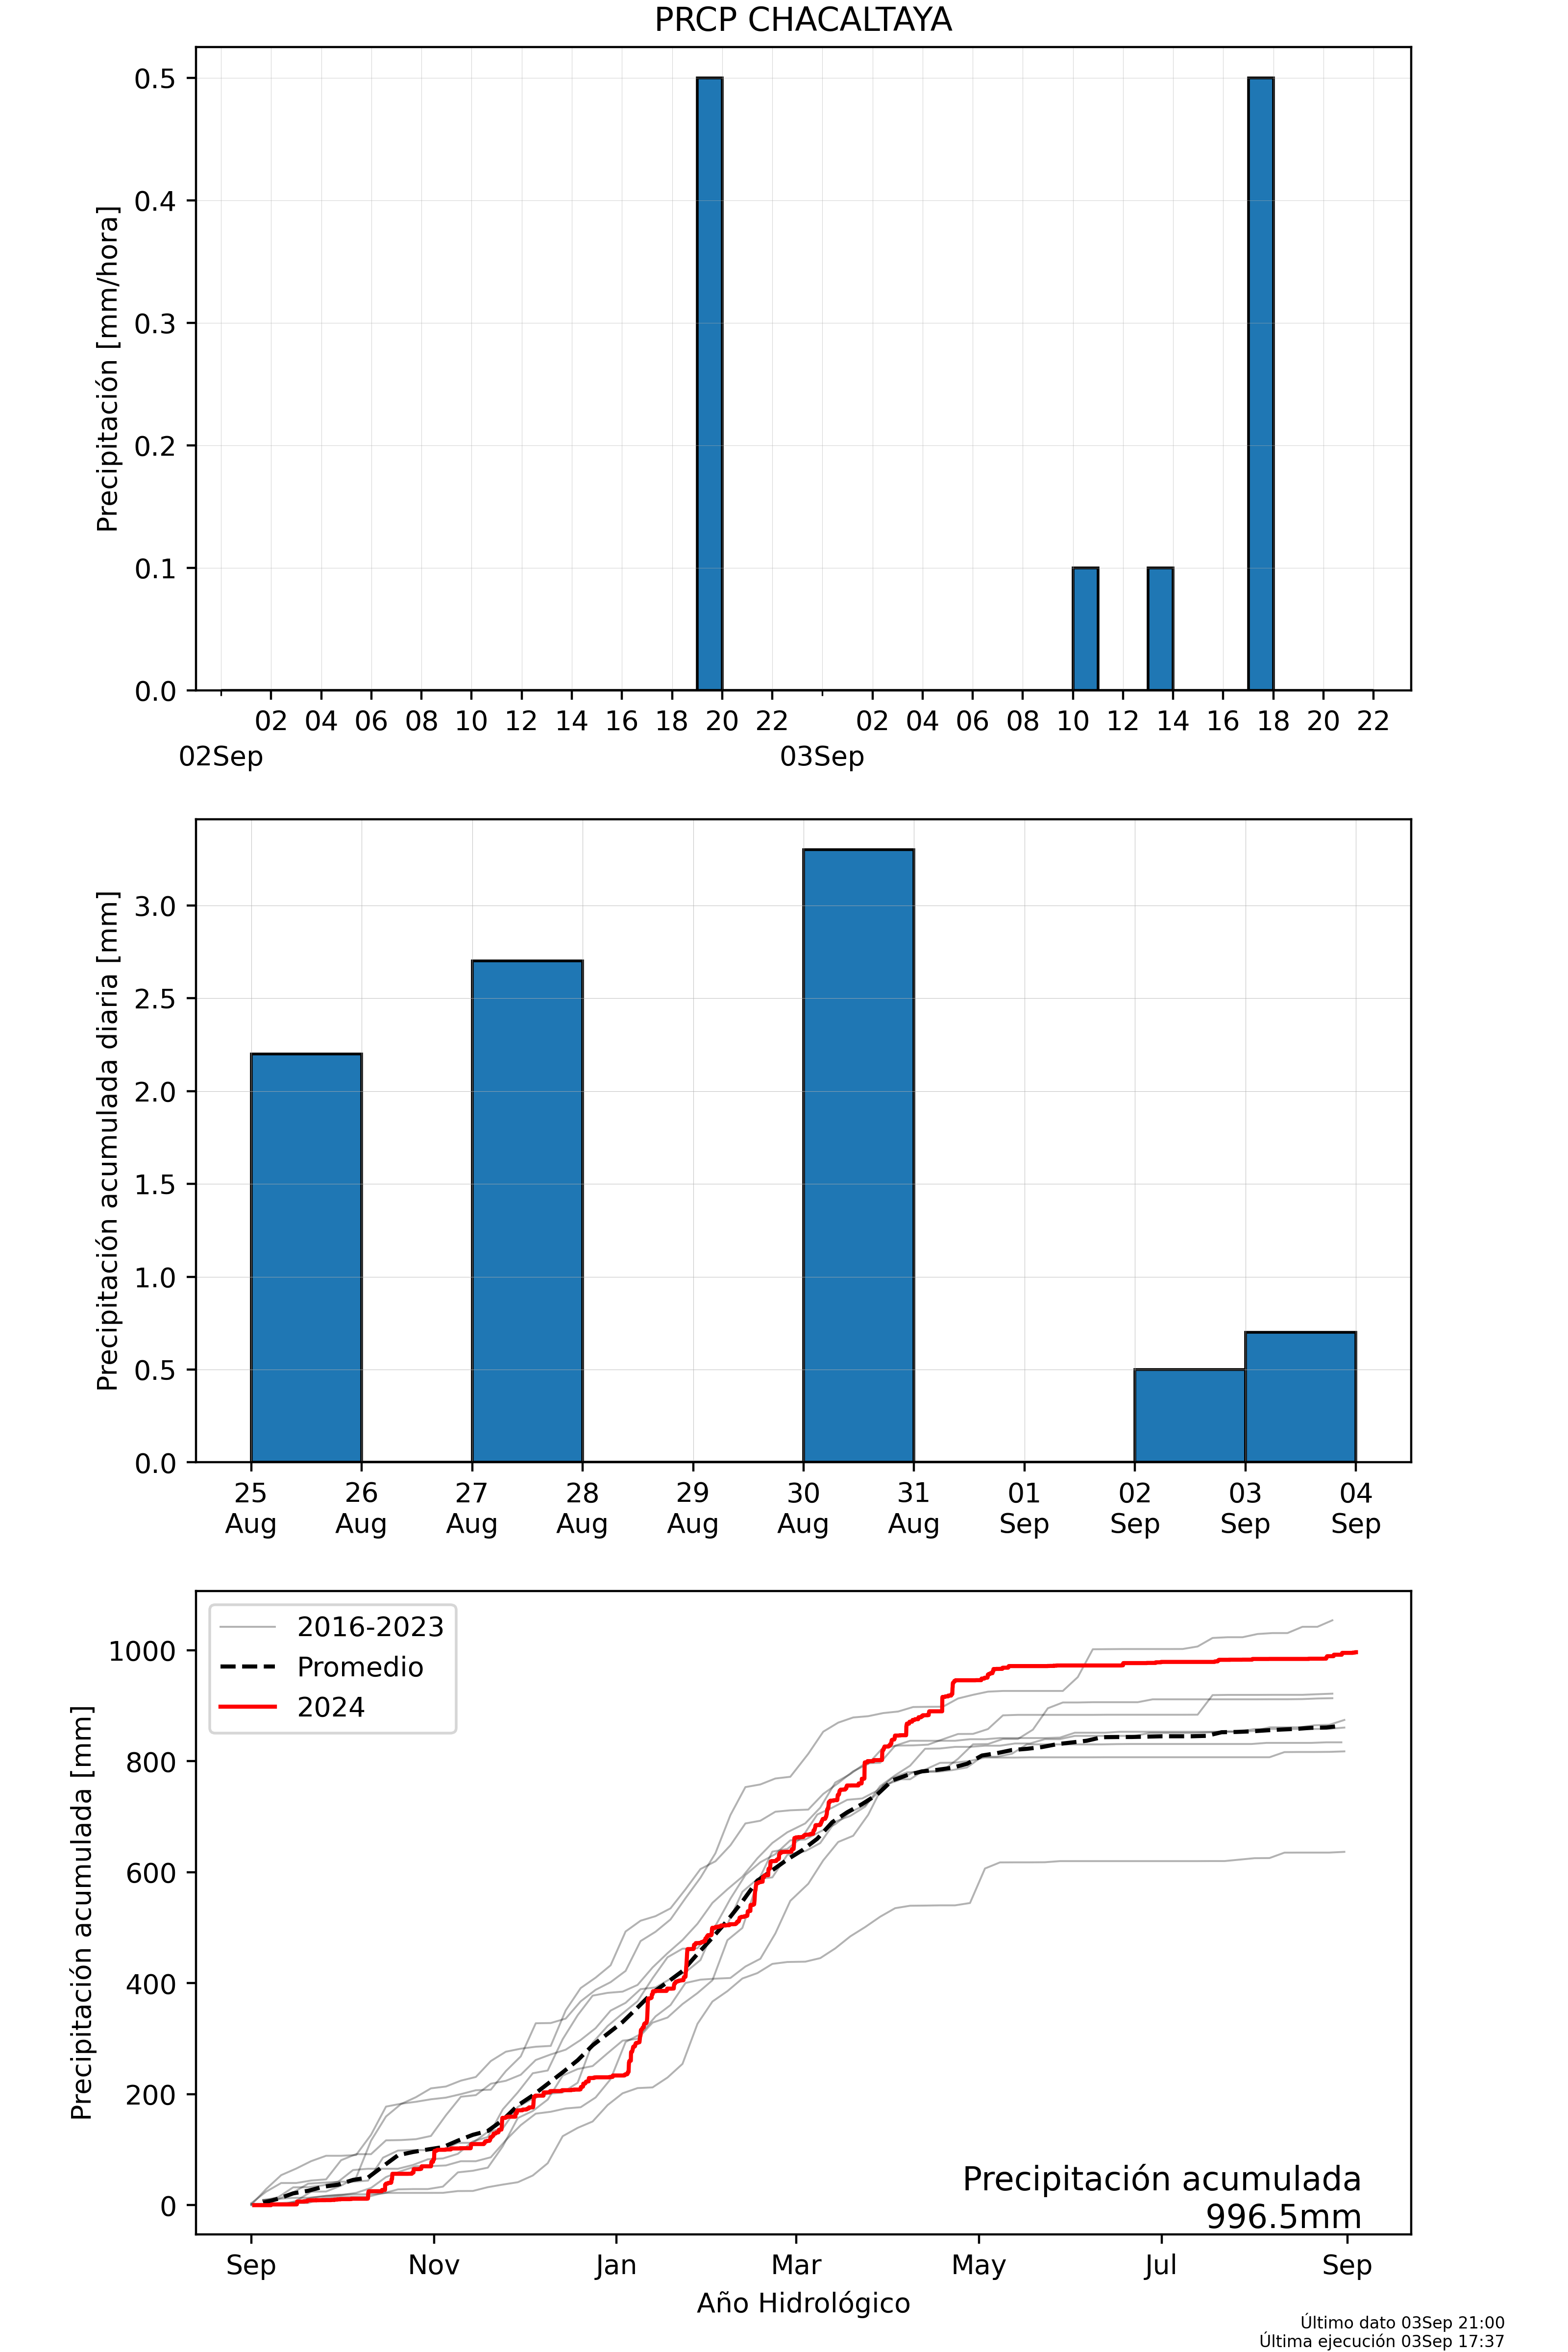 PRCP CHACALTAYA
Precipitación [mm/hora]
0.5
0.4
0.3
0.2
0.1
0.0
02 04 06 08 10 12 14 16 18 20 22 02 04 06 08 10 12 14 16 18 20 22
02Sep 03Sep
Precipitación acumulada diaria [mm]
3.0
2.5
2.0
1.5
1.0
0.5
0.0
25 26 27 28 29 30 31 01 02 03 04
Aug Aug Aug Aug Aug Aug Aug Sep Sep Sep Sep
Precipitación acumulada [mm]
1000
800
600
400
200
0
2016-2023
Promedio
2024
Precipitación acumulada
996.5mm
Sep Nov Jan Mar May Jul Sep
Año Hidrológico
Último dato 03Sep 21:00
Última ejecución 03Sep 17:37